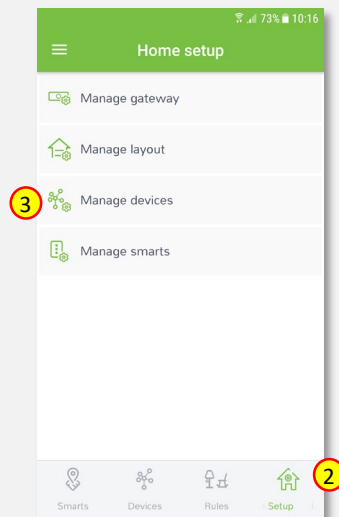 73% 10:16
Home setup
Manage gateway
Manage layout
3
Manage devices
Manage smarts
2
Smarts Devices Rules Setup